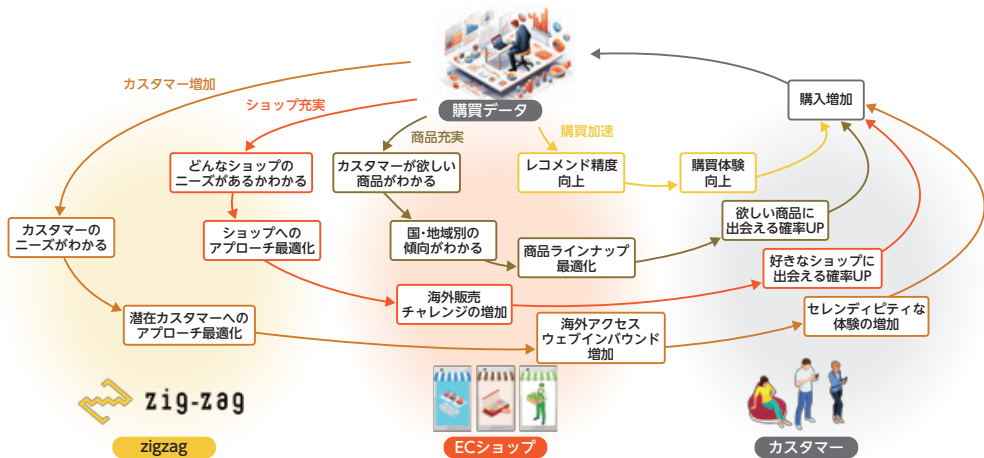 カスタマー増加
ショップ充実
購買データ
商品充実
購買加速
購入増加
どんなショップの
ニーズがあるかわかる
カスタマーが欲しい
商品がわかる
レコメンド精度
向上
購買体験
向上
カスタマーの
ニーズがわかる
ショップへの
アプローチ最適化
国・地域別の
傾向がわかる
商品ラインナップ
最適化
欲しい商品に
出会える確率UP
好きなショップに
出会える確率UP
潜在カスタマーへの
アプローチ最適化
海外販売
チャレンジの増加
海外アクセス
ウェブインバウンド
増加
セレンディピティな
体験の増加
zig-zag
zigzag
ECショップ
カスタマー